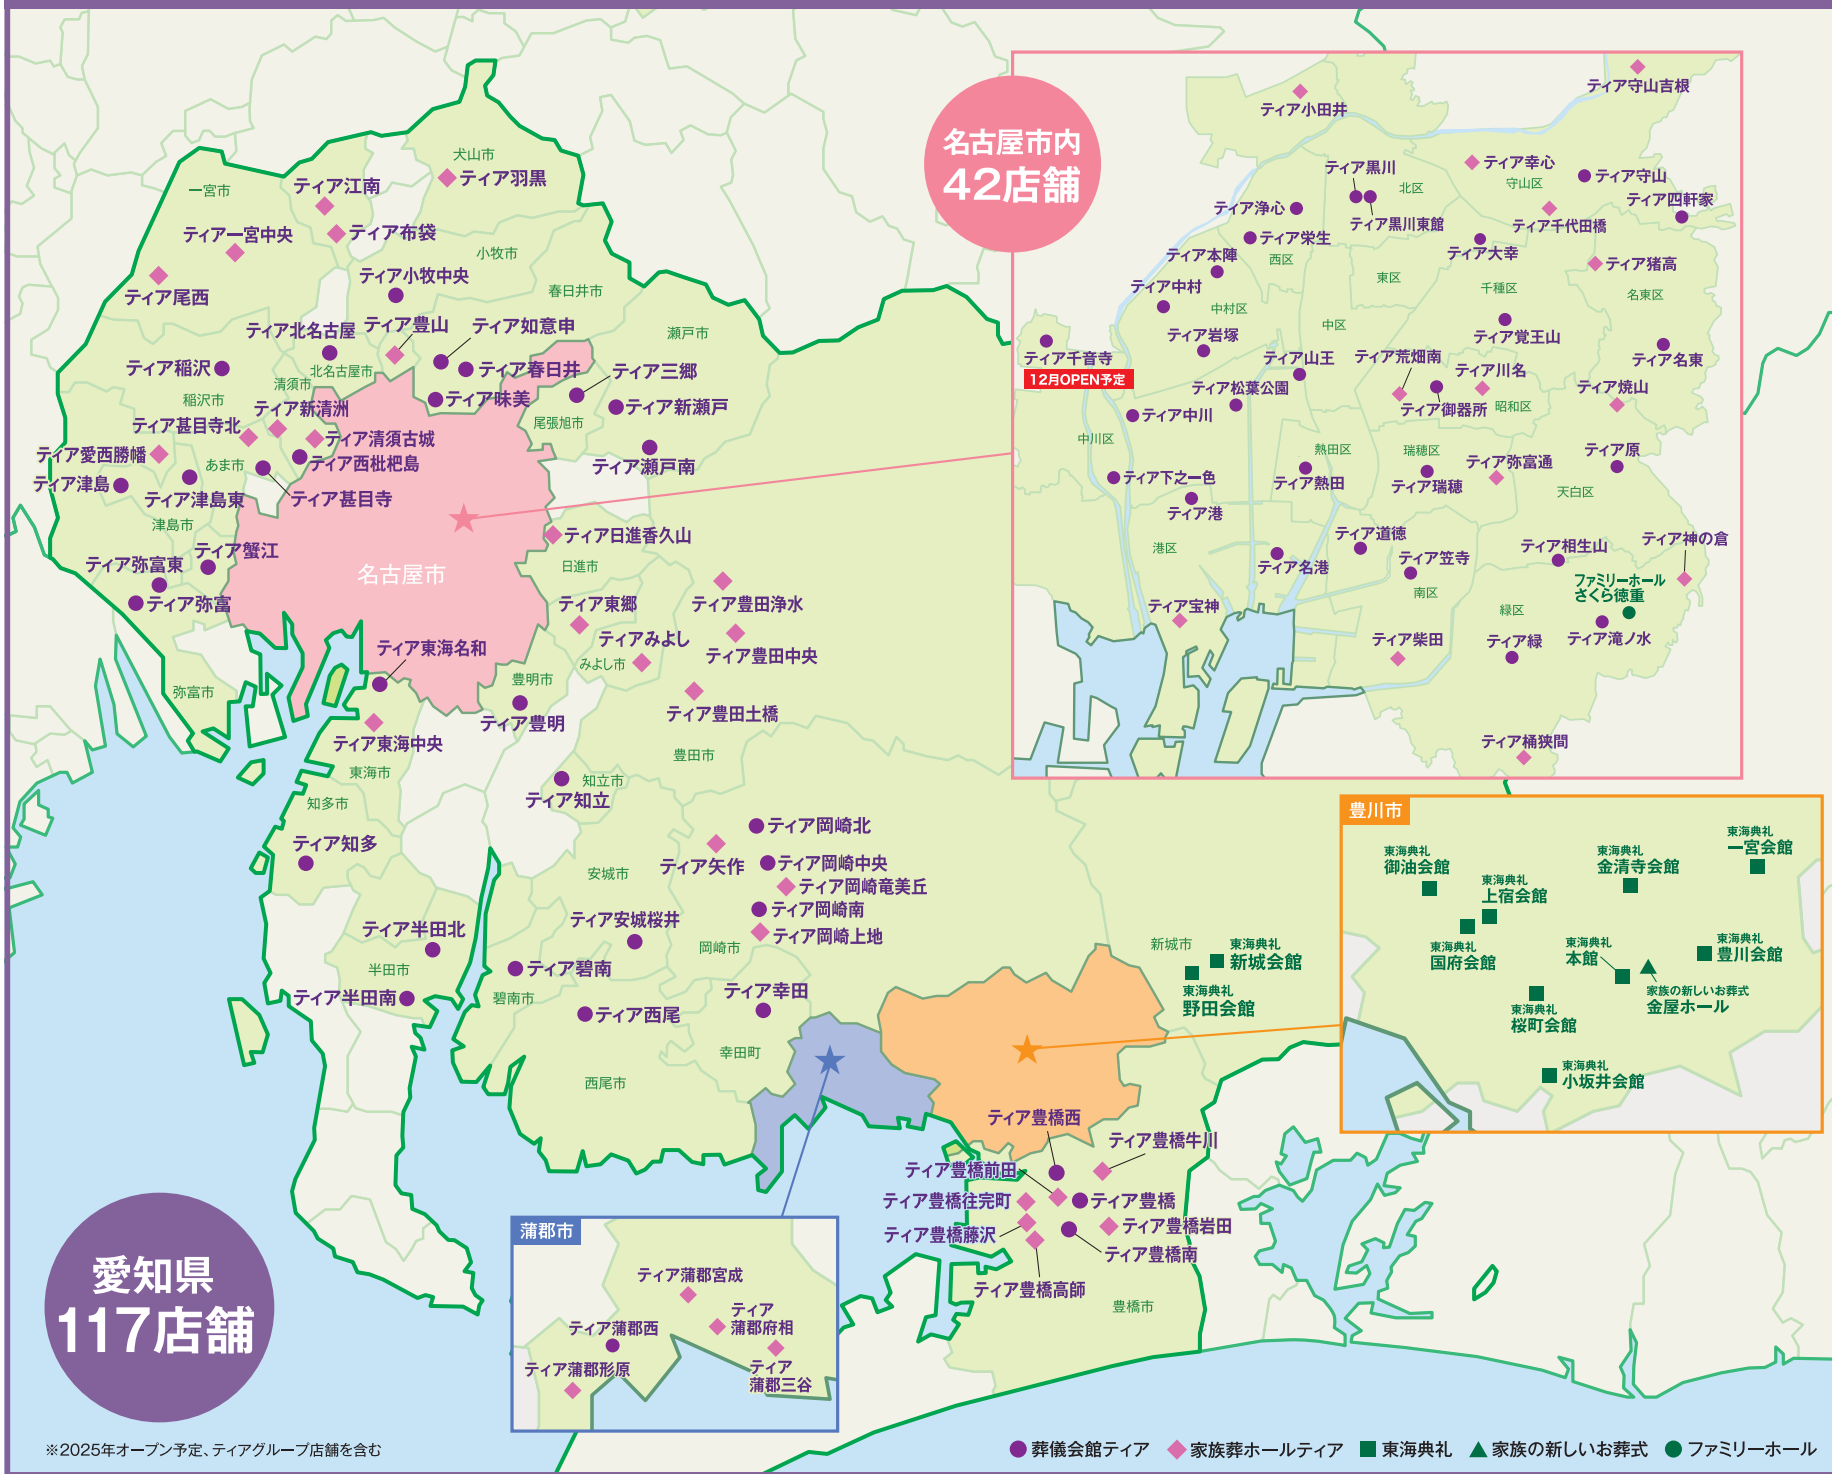 犬山市
ティア羽黒
一宮市
ティア江南
ティア布袋
ティア一宮中央
小牧市
ティア尾西
ティア小牧中央
春日井市
ティア北名古屋
ティア豊山
ティア如意申
瀬戸市
ティア稲沢
北名古屋市
ティア春日井
ティア三郷
清須市
稲沢市
ティア味美
ティア新瀬戸
ティア新清洲
尾張旭市
ティア甚目寺北
ティア清須古城
ティア愛西勝幡
あま市
ティア西枇杷島
ティア瀬戸南
ティア津島
ティア津島東
ティア甚目寺
津島市
ティア日進香久山
ティア蟹江
ティア弥富東
名古屋市
日進市
ティア弥富
ティア東郷
ティア豊田浄水
ティアみよし
ティア東海名和
みよし市
ティア豊田中央
弥富市
豊明市
ティア豊明
ティア豊田土橋
ティア東海中央
豊田市
東海市
知立市
ティア知立
知多市
ティア知多
ティア岡崎北
ティア矢作
ティア岡崎中央
安城市
ティア岡崎竜美丘
ティア岡崎南
ティア安城桜井
ティア岡崎上地
ティア半田北
岡崎市
半田市
ティア碧南
ティア半田南
碧南市
ティア幸田
ティア西尾
幸田町
西尾市
新城市
東海典礼
新城会館
東海典礼
野田会館
ティア豊橋西
ティア豊橋牛川
ティア豊橋前田
ティア豊橋往完町
ティア豊橋
ティア豊橋藤沢
ティア豊橋岩田
ティア豊橋南
ティア豊橋高師
豊橋市
名古屋市内
42店舗
ティア守山吉根
ティア小田井
ティア黒川
北区
ティア幸心
守山区
ティア守山
ティア四軒家
ティア浄心
ティア黒川東館
ティア千代田橋
ティア栄生
ティア本陣
西区
ティア大幸
ティア猪高
東区
千種区
名東区
ティア中村
中村区
中区
ティア岩塚
ティア覚王山
ティア千音寺
12月OPEN予定
ティア山王
ティア荒畑南
ティア川名
ティア名東
ティア松葉公園
ティア焼山
ティア中川
ティア御器所
昭和区
中川区
熱田区
瑞穂区
ティア原
ティア弥富通
ティア下之一色
ティア熱田
ティア瑞穂
天白区
ティア港
港区
ティア道徳
ティア相生山
ティア神の倉
ティア名港
ティア笠寺
ファミリーホール
さくら徳重
南区
緑区
ティア宝神
ティア柴田
ティア緑
ティア滝ノ水
ティア桶狭間
豊川市
東海典礼
一宮会館
東海典礼
御油会館
東海典礼
金清寺会館
東海典礼
上宿会館
東海典礼
国府会館
東海典礼
本館
東海典礼
豊川会館
家族の新しいお葬式
金屋ホール
東海典礼
桜町会館
東海典礼
小坂井会館
蒲郡市
ティア蒲郡宮成
ティア
蒲郡府相
ティア蒲郡西
ティア蒲郡形原
ティア
蒲郡三谷
愛知県
117店舗
※2025年オープン予定、ティアグループ店舗を含む
葬儀会館ティア
家族葬ホールティア
東海典礼
家族の新しいお葬式
ファミリーホール